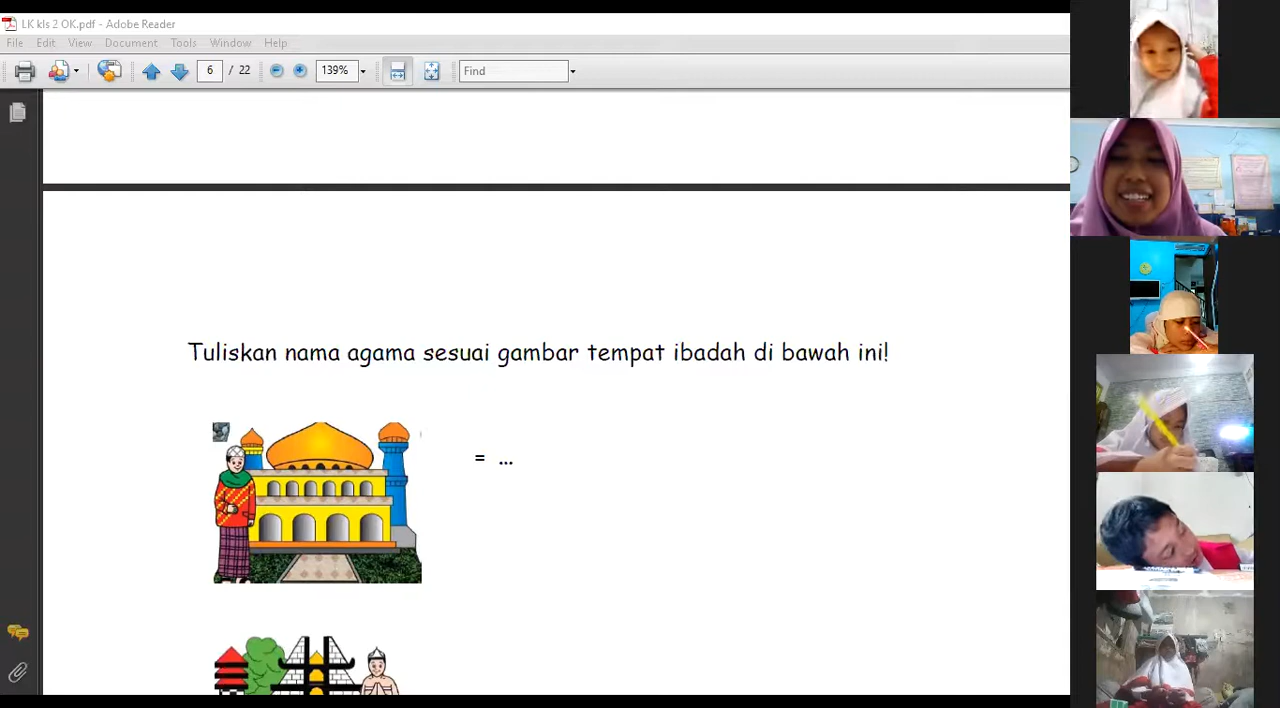 LK kls 2 OK.pdf - Adobe Reader
File Edit View Document Tools Window Help
6 / 22 139% Find
Tuliskan nama agama sesuai gambar tempat ibadah di bawah ini!
= ...